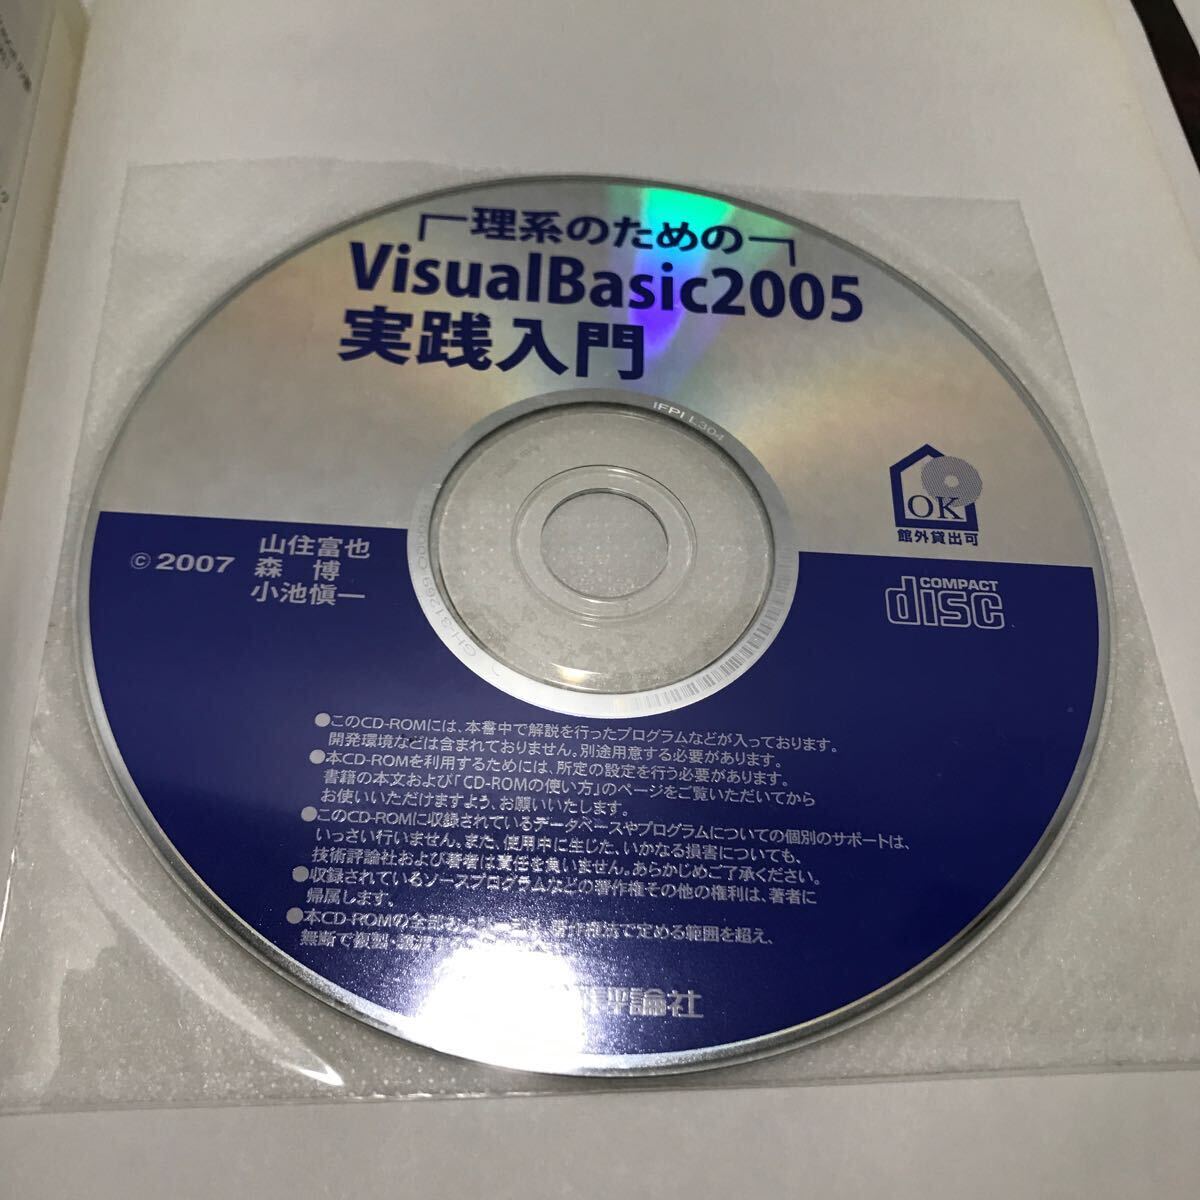 理系のための
VisualBasic2005
実践入門
IFPI L304
OK
館外貸出可
© 2007 山住富也
森 博
小池愼一
COMPACT
disc
●このCD-ROMには、本書中で解説を行ったプログラムなどが入っております。
開発環境などは含まれておりません。別途用意する必要があります。
●本CD-ROMを利用するためには、所定の設定を行う必要があります。
書籍の本文および「CD-ROMの使い方」のページをご覧いただいてから
お使いいただけますよう、お願いいたします。
●このCD-ROMに収録されているデータベースやプログラムについての個別のサポートは、
いっさい行いません。また、使用中に生じた、いかなる損害についても、
技術評論社および著者は責任を負いません。あらかじめご了承ください。
●収録されているソースプログラムなどの著作権その他の権利は、著者に
帰属します。
●本CD-ROMの全部 著作権法で定める範囲を超え、
無断で複製・
評論社